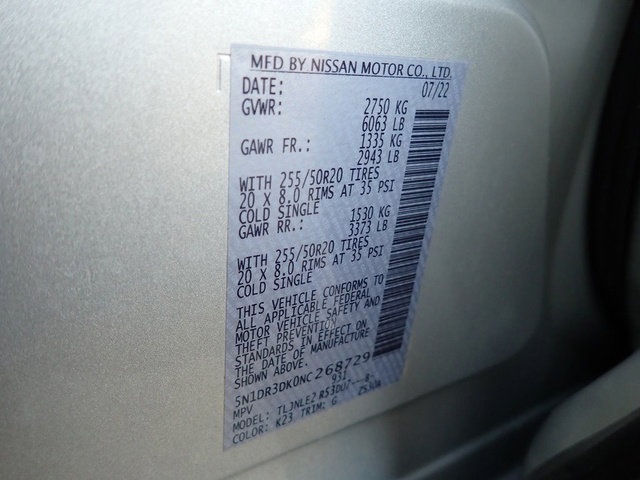 MFD BY NISSAN MOTOR CO., LTD.
DATE: 07/22
GVWR: 2750 KG
6063 LB
GAWR FR.: 1335 KG
2943 LB
WITH 255/50R20 TIRES
20 X 8.0 RIMS AT 35 PSI
COLD SINGLE
GAWR RR.: 1530 KG
3373 LB
WITH 255/50R20 TIRES
20 X 8.0 RIMS AT 35 PSI
COLD SINGLE
THIS VEHICLE CONFORMS TO
ALL APPLICABLE FEDERAL
MOTOR VEHICLE SAFETY AND
THEFT PREVENTION
STANDARDS IN EFFECT ON
THE DATE OF MANUFACTURE
SHOWN ABOVE.
5N1DR3DK0NC268729
MPV 931
MODEL:
COLOR: K23 TRIM: G